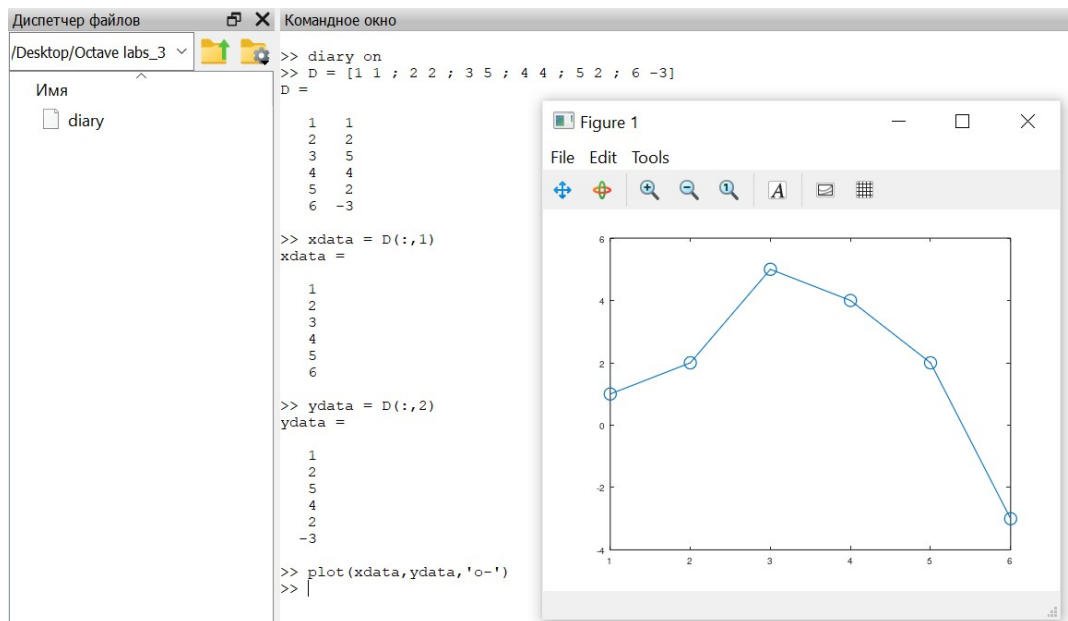 Диспетчер файлов
/Desktop/Octave labs_3
Имя
diary
Командное окно
>> diary on
>> D = [1 1 ; 2 2 ; 3 5 ; 4 4 ; 5 2 ; 6 -3]
D =
1 1
2 2
3 5
4 4
5 2
6 -3
>> xdata = D(:,1)
xdata =
1
2
3
4
5
6
>> ydata = D(:,2)
ydata =
1
2
5
4
2
-3
>> plot(xdata,ydata,'o-')
>>
Figure 1
File Edit Tools
1 A
6
4
2
0
-2
-4
1 2 3 4 5 6